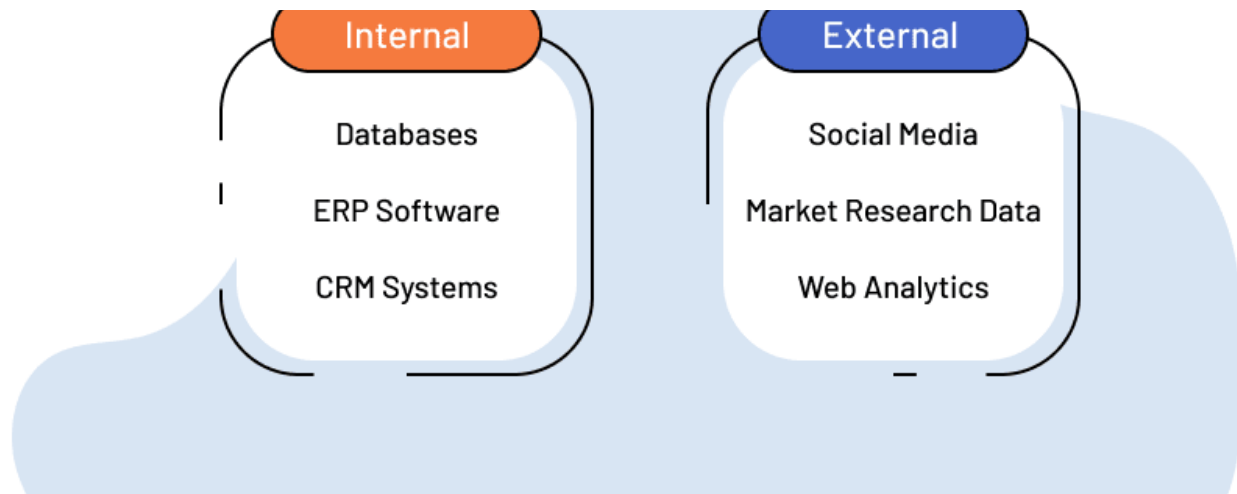 Internal
Databases
ERP Software
CRM Systems
External
Social Media
Market Research Data
Web Analytics